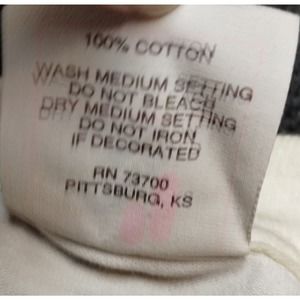 100% COTTON
WASH MEDIUM SETTING
DO NOT BLEACH
DRY MEDIUM SETTING
DO NOT IRON
IF DECORATED
RN 73700
PITTSBURG, KS